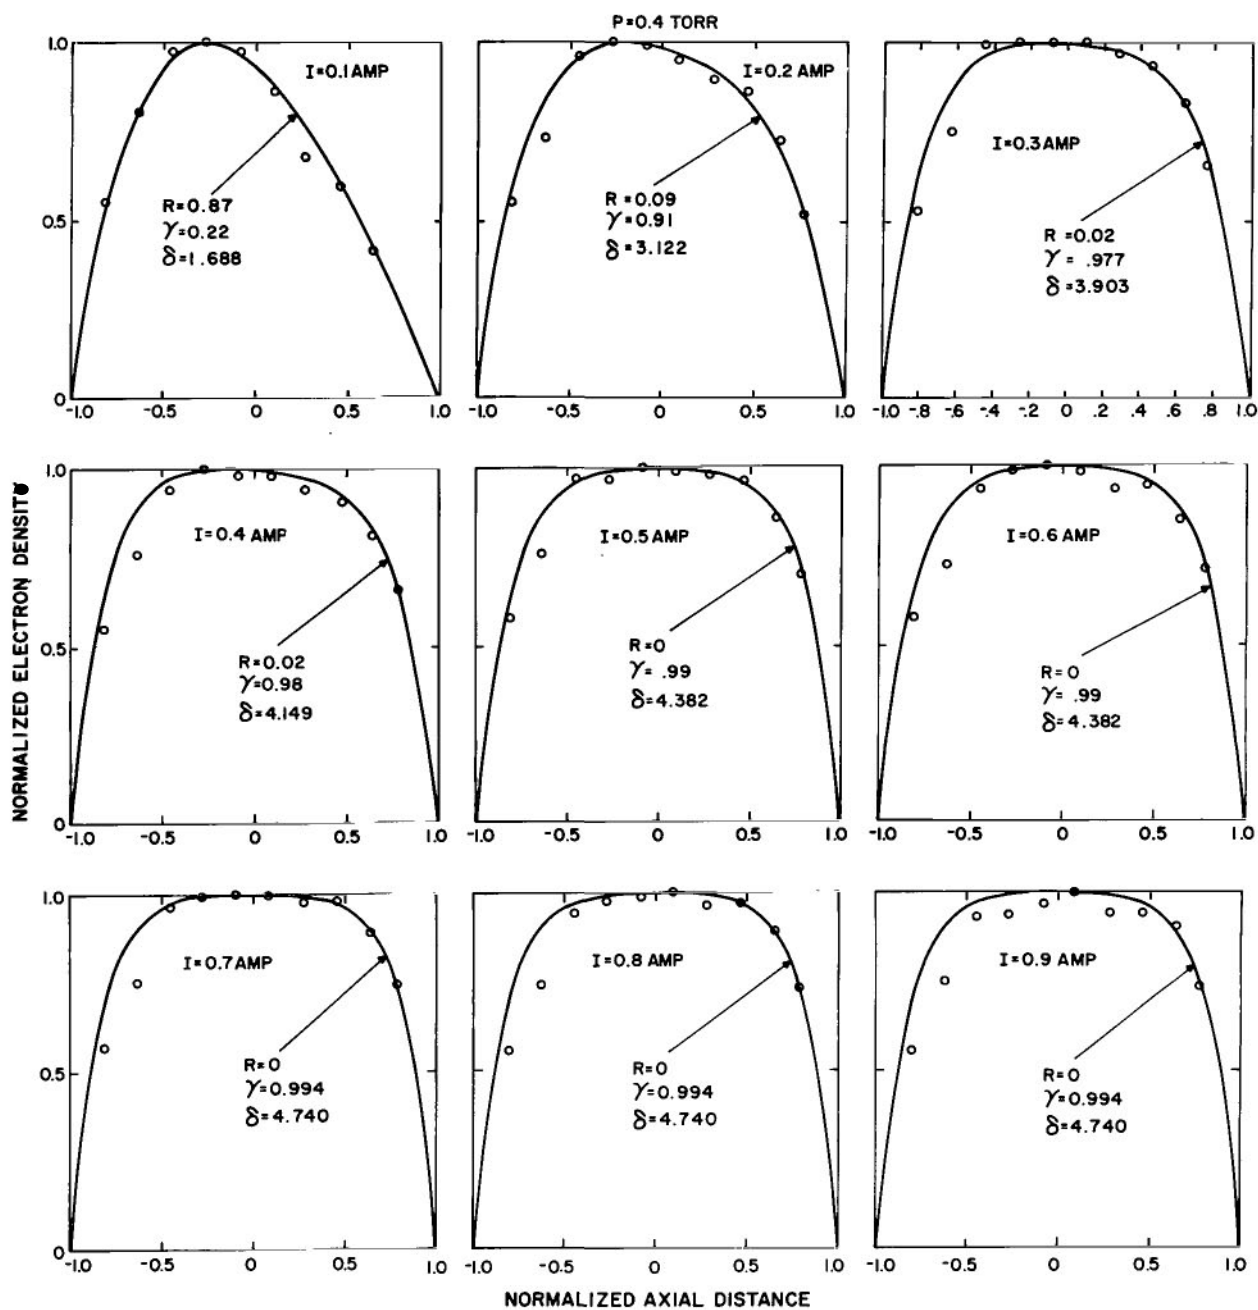 P=0.4 TORR
1.0
I=0.1 AMP
R=0.87
γ=0.22
δ=1.688
0.5
0
-1.0 -0.5 0 0.5 1.0
I=0.2 AMP
R=0.09
γ=0.91
δ=3.122
-1.0 -0.5 0 0.5 1.0
I=0.3 AMP
R=0.02
γ= .977
δ=3.903
-1.0 -.8 -.6 -.4 -.2 0 .2 .4 .6 .8 1.0
NORMALIZED ELECTRON DENSITY
1.0
I=0.4 AMP
R=0.02
γ=0.98
δ=4.149
0.5
0
-1.0 -0.5 0 0.5 1.0
I=0.5 AMP
R=0
γ= .99
δ=4.382
-1.0 -0.5 0 0.5 1.0
I=0.6 AMP
R=0
γ= .99
δ=4.382
-1.0 -0.5 0 0.5 1.0
1.0
I=0.7 AMP
R=0
γ=0.994
δ=4.740
0.5
0
-1.0 -0.5 0 0.5 1.0
I=0.8 AMP
R=0
γ=0.994
δ=4.740
-1.0 -0.5 0 0.5 1.0
I=0.9 AMP
R=0
γ=0.994
δ=4.740
-1.0 -0.5 0 0.5 1.0
NORMALIZED AXIAL DISTANCE